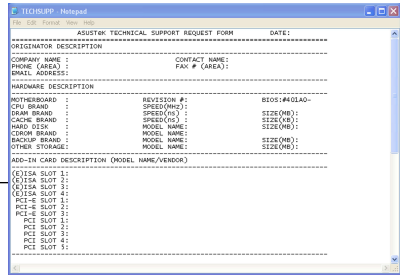 TECHSUPP - Notepad
File Edit Format View Help
ASUSTeK TECHNICAL SUPPORT REQUEST FORM DATE:
ORIGINATOR DESCRIPTION
COMPANY NAME : CONTACT NAME:
PHONE (AREA) : FAX # (AREA):
EMAIL ADDRESS:
HARDWARE DESCRIPTION
MOTHERBOARD : REVISION #: BIOS:#401A0-
CPU BRAND : SPEED(MHz):
DRAM BRAND : SPEED(ns) : SIZE(MB):
CACHE BRAND : SPEED(ns) : SIZE(KB):
HARD DISK : MODEL NAME: SIZE(MB):
CDROM BRAND : MODEL NAME:
BACKUP BRAND : MODEL NAME: SIZE(MB):
OTHER STORAGE: MODEL NAME: SIZE(MB):
ADD-IN CARD DESCRIPTION (MODEL NAME/VENDOR)
(E)ISA SLOT 1:
(E)ISA SLOT 2:
(E)ISA SLOT 3:
(E)ISA SLOT 4:
PCI-E SLOT 1:
PCI-E SLOT 2:
PCI-E SLOT 3:
PCI SLOT 1:
PCI SLOT 2:
PCI SLOT 3:
PCI SLOT 4:
PCI SLOT 5: